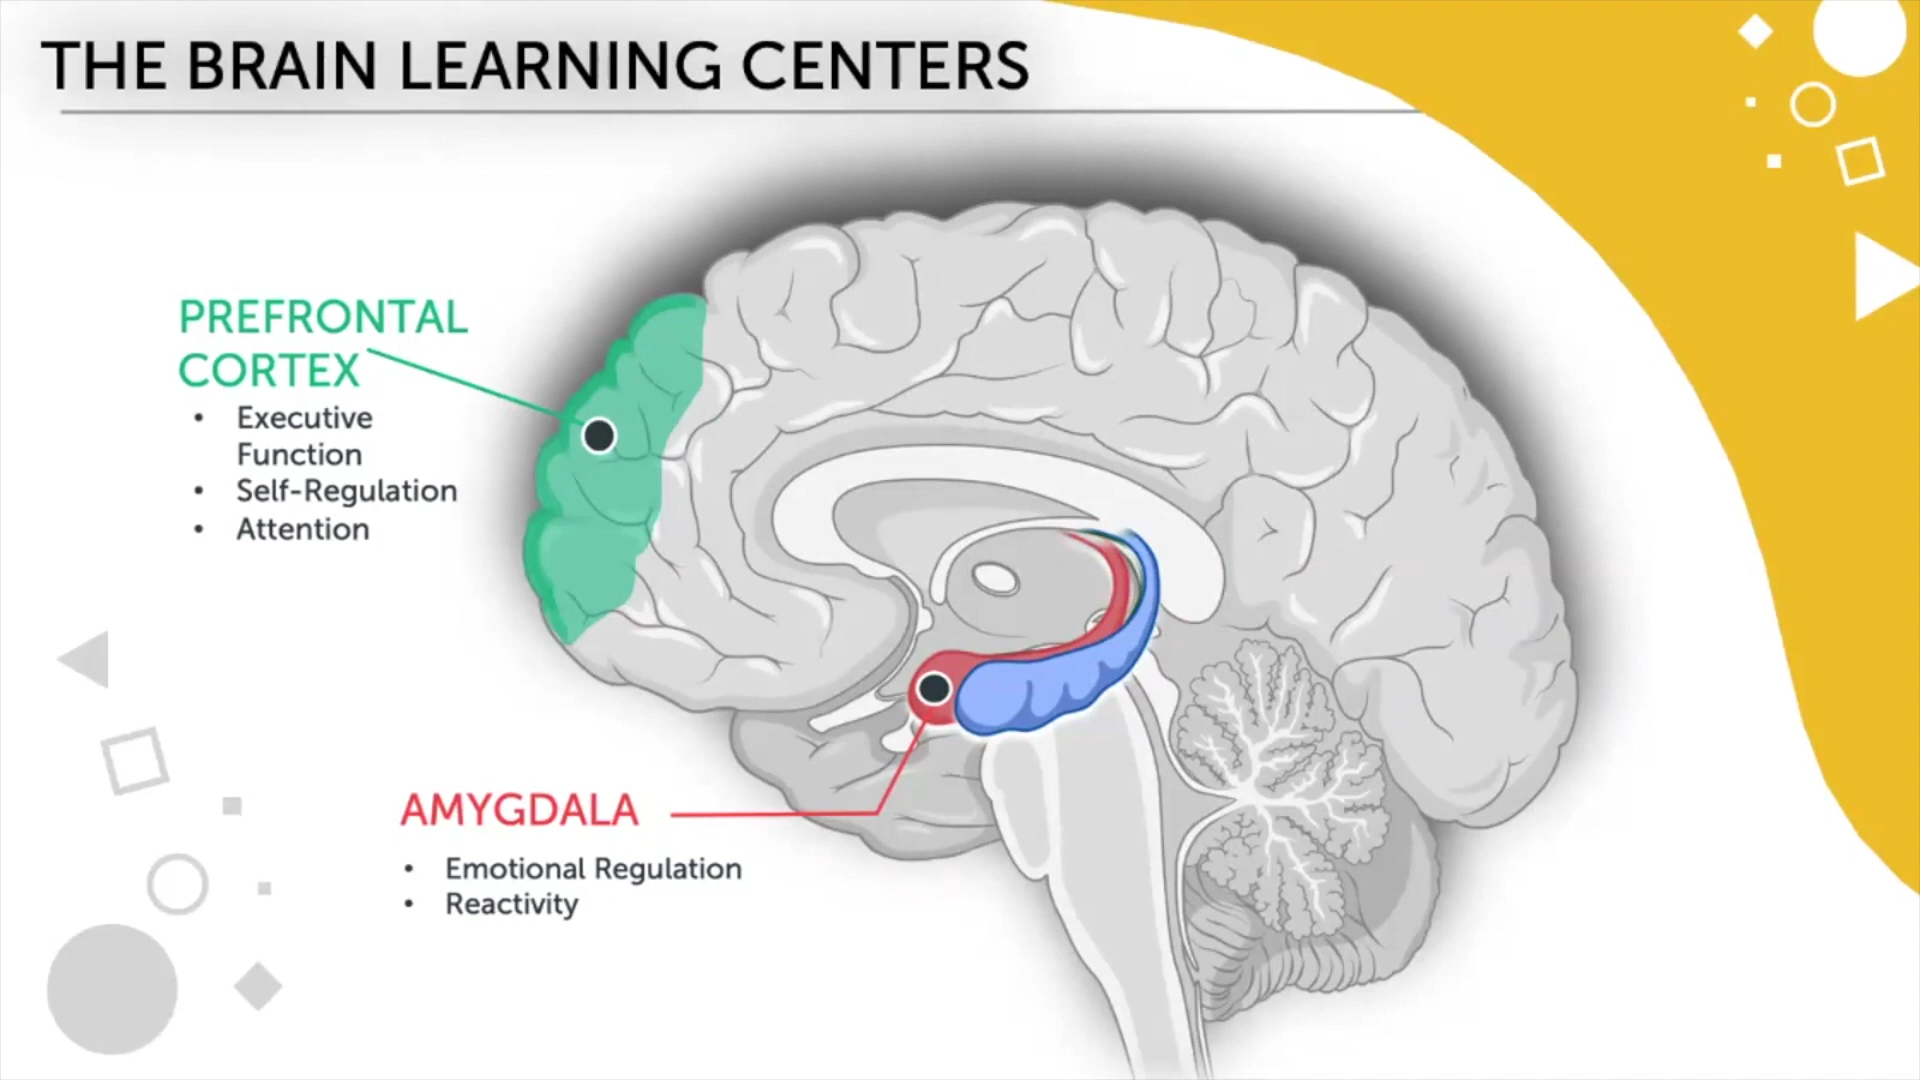 THE BRAIN LEARNING CENTERS
PREFRONTAL
CORTEX
• Executive
Function
• Self-Regulation
• Attention
AMYGDALA
• Emotional Regulation
• Reactivity